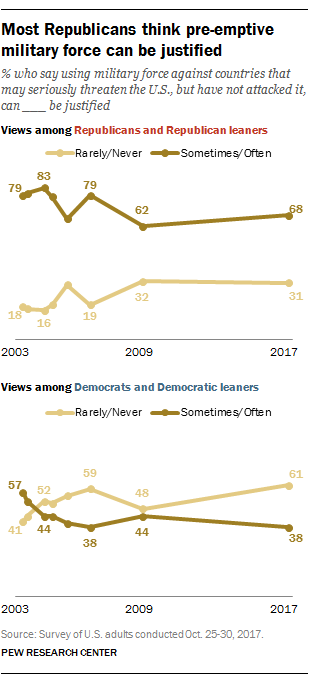 Most Republicans think pre-emptive
military force can be justified
% who say using military force against countries that
may seriously threaten the U.S., but have not attacked it,
can ____ be justified
Views among Republicans and Republican leaners
Rarely/Never Sometimes/Often
79 83 79 62 68
18 16 19 32 31
2003 2009 2017
Views among Democrats and Democratic leaners
Rarely/Never Sometimes/Often
57 52 59 48 61
41 44 38 44 38
2003 2009 2017
Source: Survey of U.S. adults conducted Oct. 25-30, 2017.
PEW RESEARCH CENTER